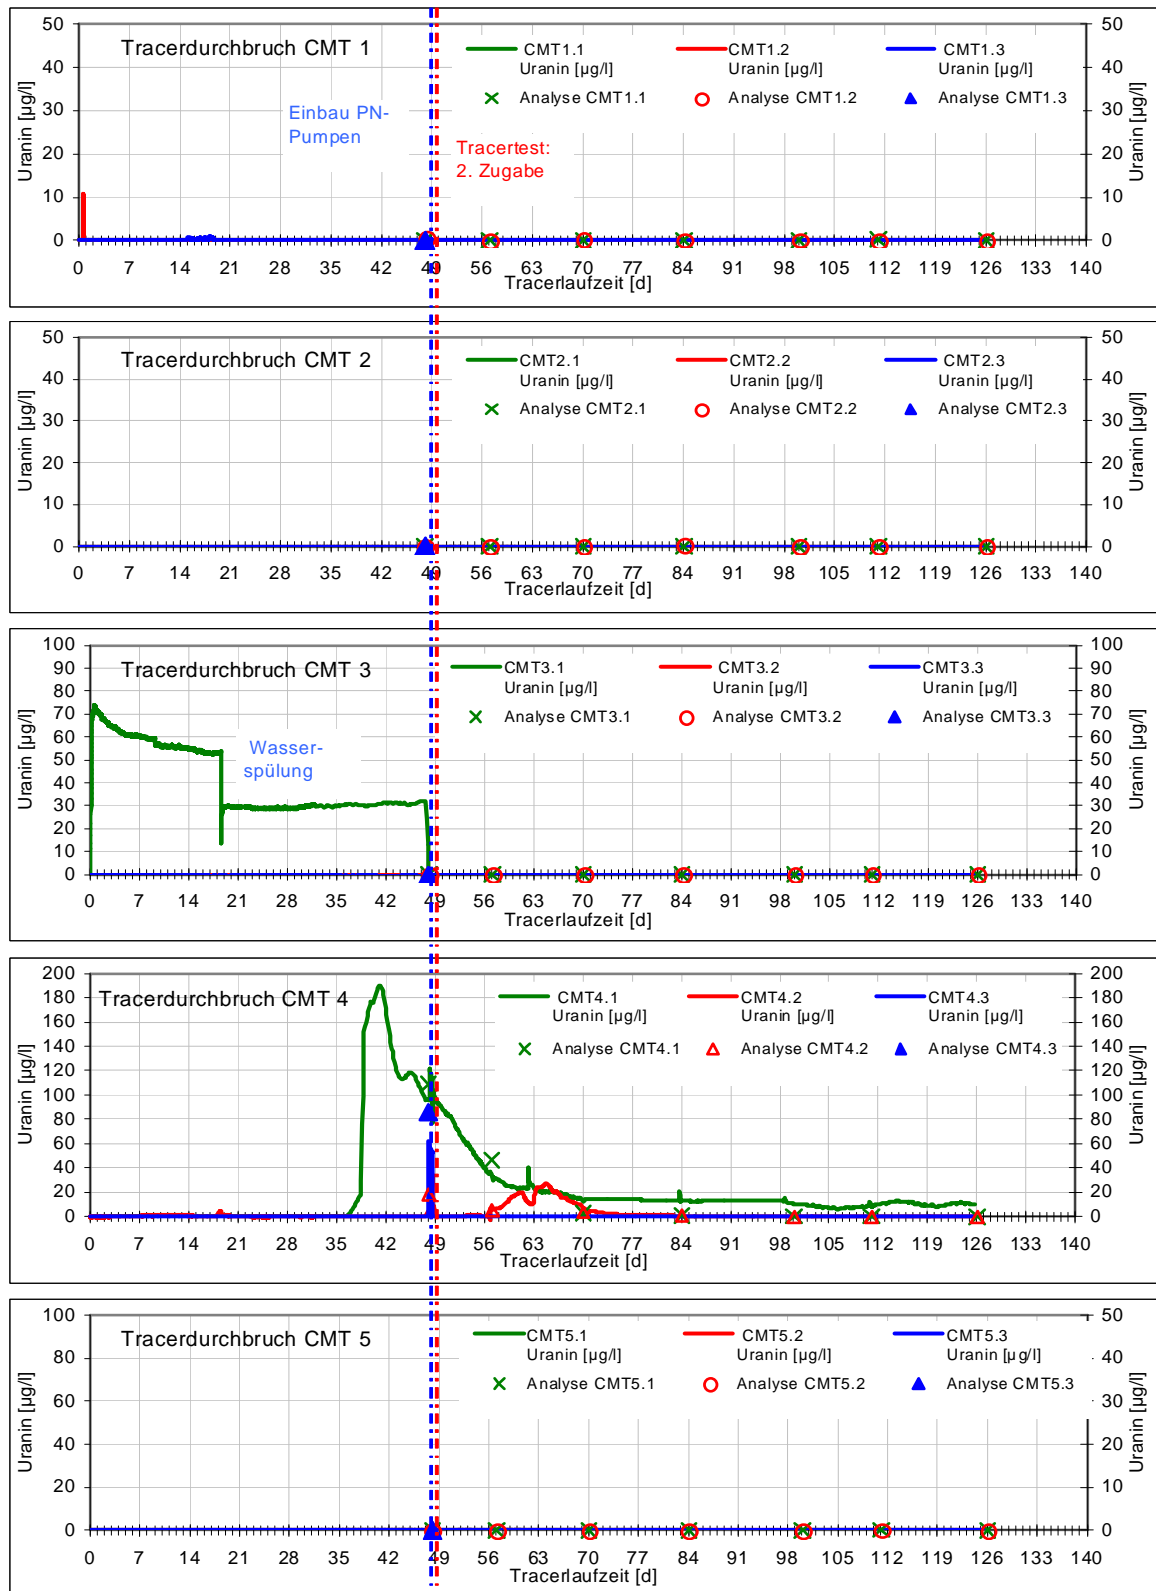 Tracerdurchbruch CMT 1
CMT1.1 Uranin [µg/l]
CMT1.2 Uranin [µg/l]
CMT1.3 Uranin [µg/l]
Analyse CMT1.1
Analyse CMT1.2
Analyse CMT1.3
Einbau PN-
Pumpen
Tracertest:
2. Zugabe
Uranin [µg/l]
50
40
30
20
10
0
Uranin [µg/l]
50
40
30
20
10
0
0 7 14 21 28 35 42 49 56 63 70 77 84 91 98 105 112 119 126 133 140
Tracerlaufzeit [d]
Tracerdurchbruch CMT 2
CMT2.1 Uranin [µg/l]
CMT2.2 Uranin [µg/l]
CMT2.3 Uranin [µg/l]
Analyse CMT2.1
Analyse CMT2.2
Analyse CMT2.3
Uranin [µg/l]
50
40
30
20
10
0
Uranin [µg/l]
50
40
30
20
10
0
0 7 14 21 28 35 42 49 56 63 70 77 84 91 98 105 112 119 126 133 140
Tracerlaufzeit [d]
Tracerdurchbruch CMT 3
CMT3.1 Uranin [µg/l]
CMT3.2 Uranin [µg/l]
CMT3.3 Uranin [µg/l]
Analyse CMT3.1
Analyse CMT3.2
Analyse CMT3.3
Wasser-
spülung
Uranin [µg/l]
100
90
80
70
60
50
40
30
20
10
0
Uranin [µg/l]
100
90
80
70
60
50
40
30
20
10
0
0 7 14 21 28 35 42 49 56 63 70 77 84 91 98 105 112 119 126 133 140
Tracerlaufzeit [d]
Tracerdurchbruch CMT 4
CMT4.1 Uranin [µg/l]
CMT4.2 Uranin [µg/l]
CMT4.3 Uranin [µg/l]
Analyse CMT4.1
Analyse CMT4.2
Analyse CMT4.3
Uranin [µg/l]
200
180
160
140
120
100
80
60
40
20
0
Uranin [µg/l]
200
180
160
140
120
100
80
60
40
20
0
0 7 14 21 28 35 42 49 56 63 70 77 84 91 98 105 112 119 126 133 140
Tracerlaufzeit [d]
Tracerdurchbruch CMT 5
CMT5.1 Uranin [µg/l]
CMT5.2 Uranin [µg/l]
CMT5.3 Uranin [µg/l]
Analyse CMT5.1
Analyse CMT5.2
Analyse CMT5.3
Uranin [µg/l]
100
80
60
40
20
0
Uranin [µg/l]
50
40
30
20
10
0
0 7 14 21 28 35 42 49 56 63 70 77 84 91 98 105 112 119 126 133 140
Tracerlaufzeit [d]